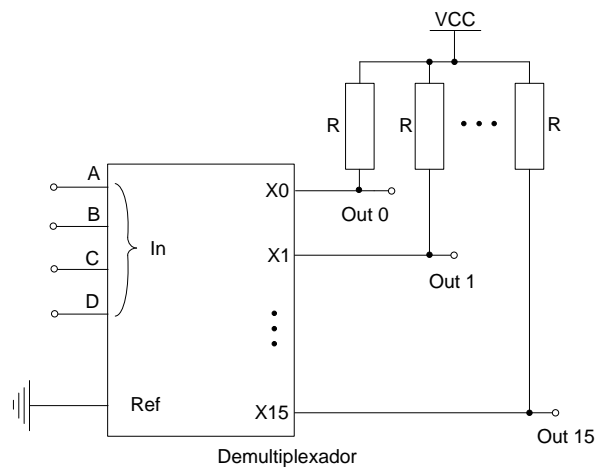 VCC
R
R
R
A
X0
Out 0
B
In
X1
C
Out 1
D
Ref
X15
Out 15
Demultiplexador